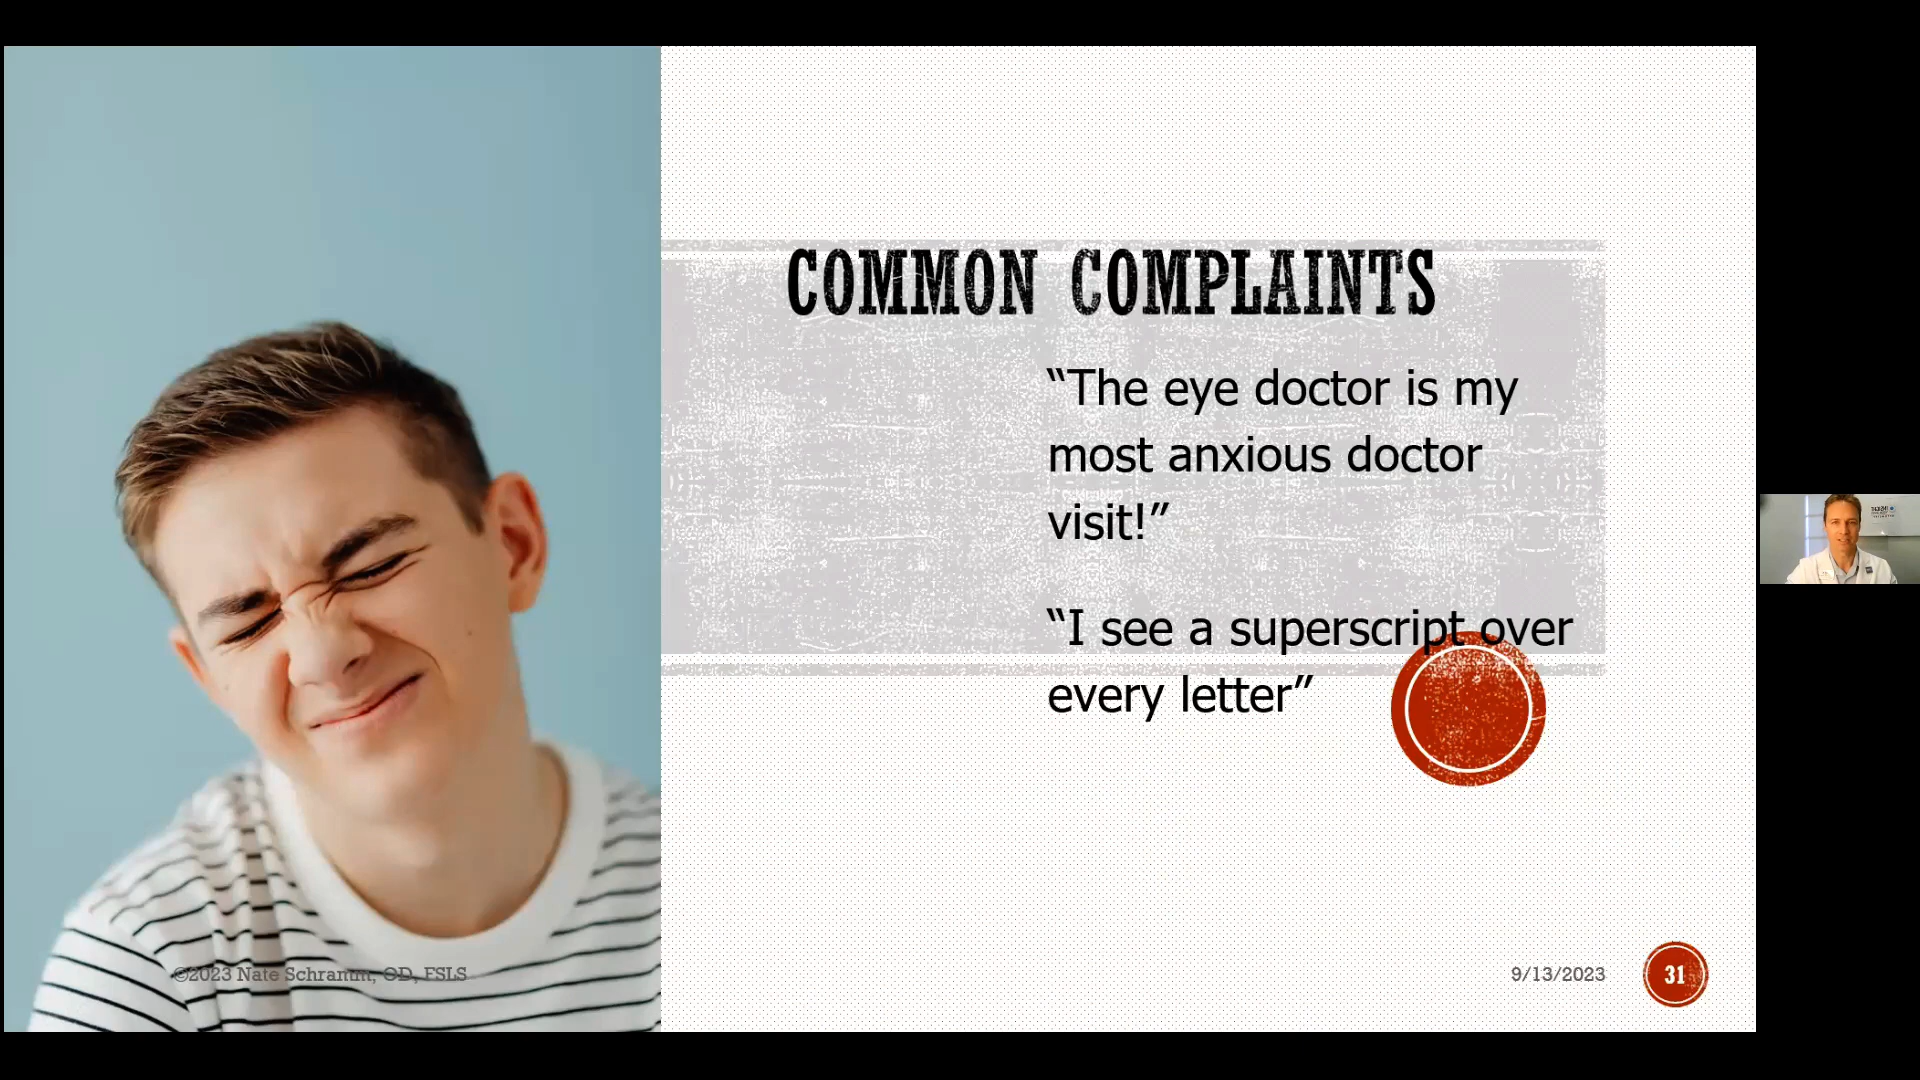 COMMON COMPLAINTS
“The eye doctor is my
most anxious doctor
visit!”
“I see a superscript over
every letter”
©2023 Nate Schramm, OD, FSLS
9/13/2023
31